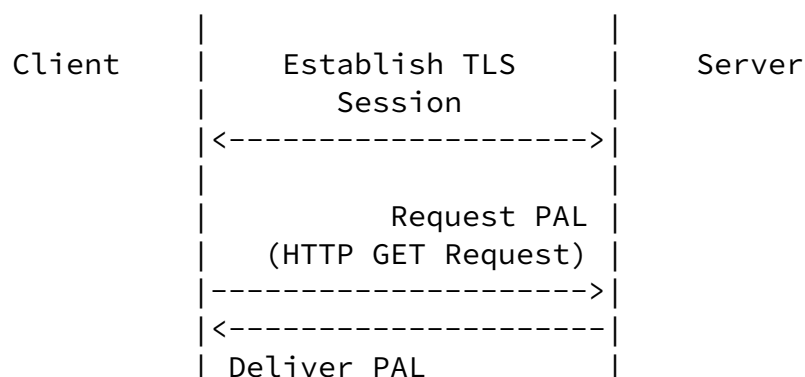 |                     |
Client      |    Establish TLS    |    Server
            |       Session       |
            |<------------------->|
            |                     |
            |         Request PAL |
            |  (HTTP GET Request) |
            |-------------------->|
            |<--------------------|
            | Deliver PAL         |